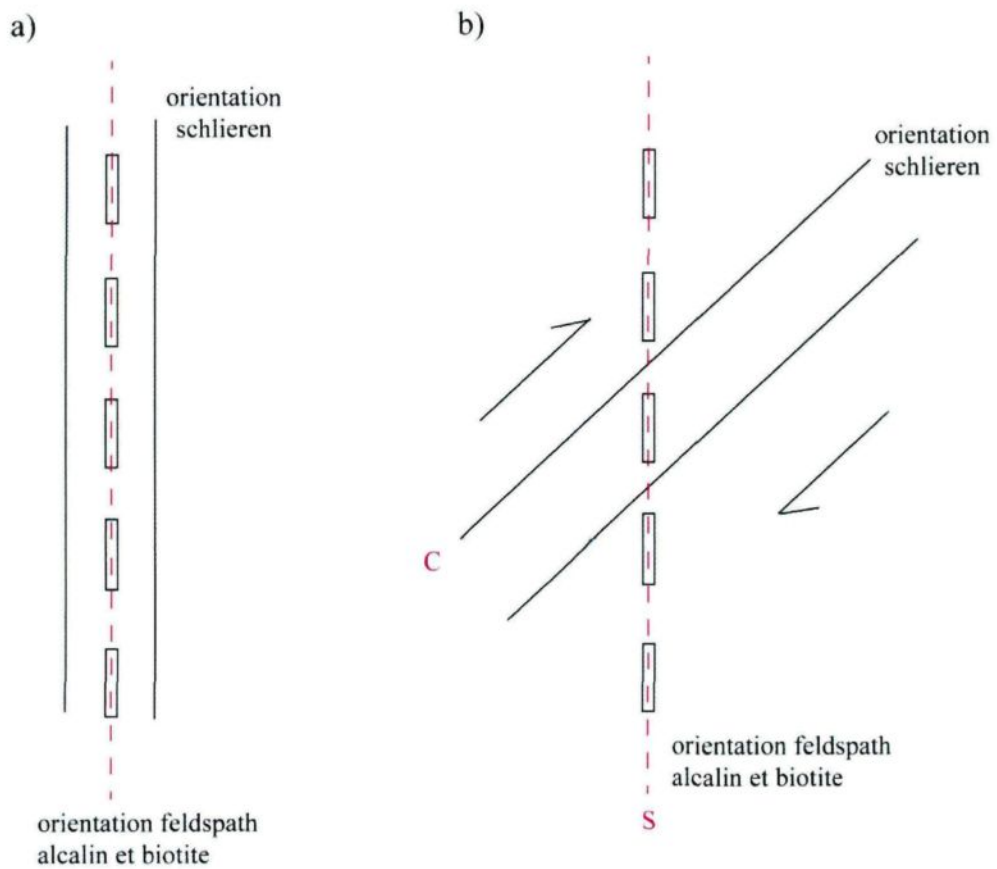 a)
orientation
schlieren
orientation feldspath
alcalin et biotite
b)
orientation
schlieren
C
orientation feldspath
alcalin et biotite
S